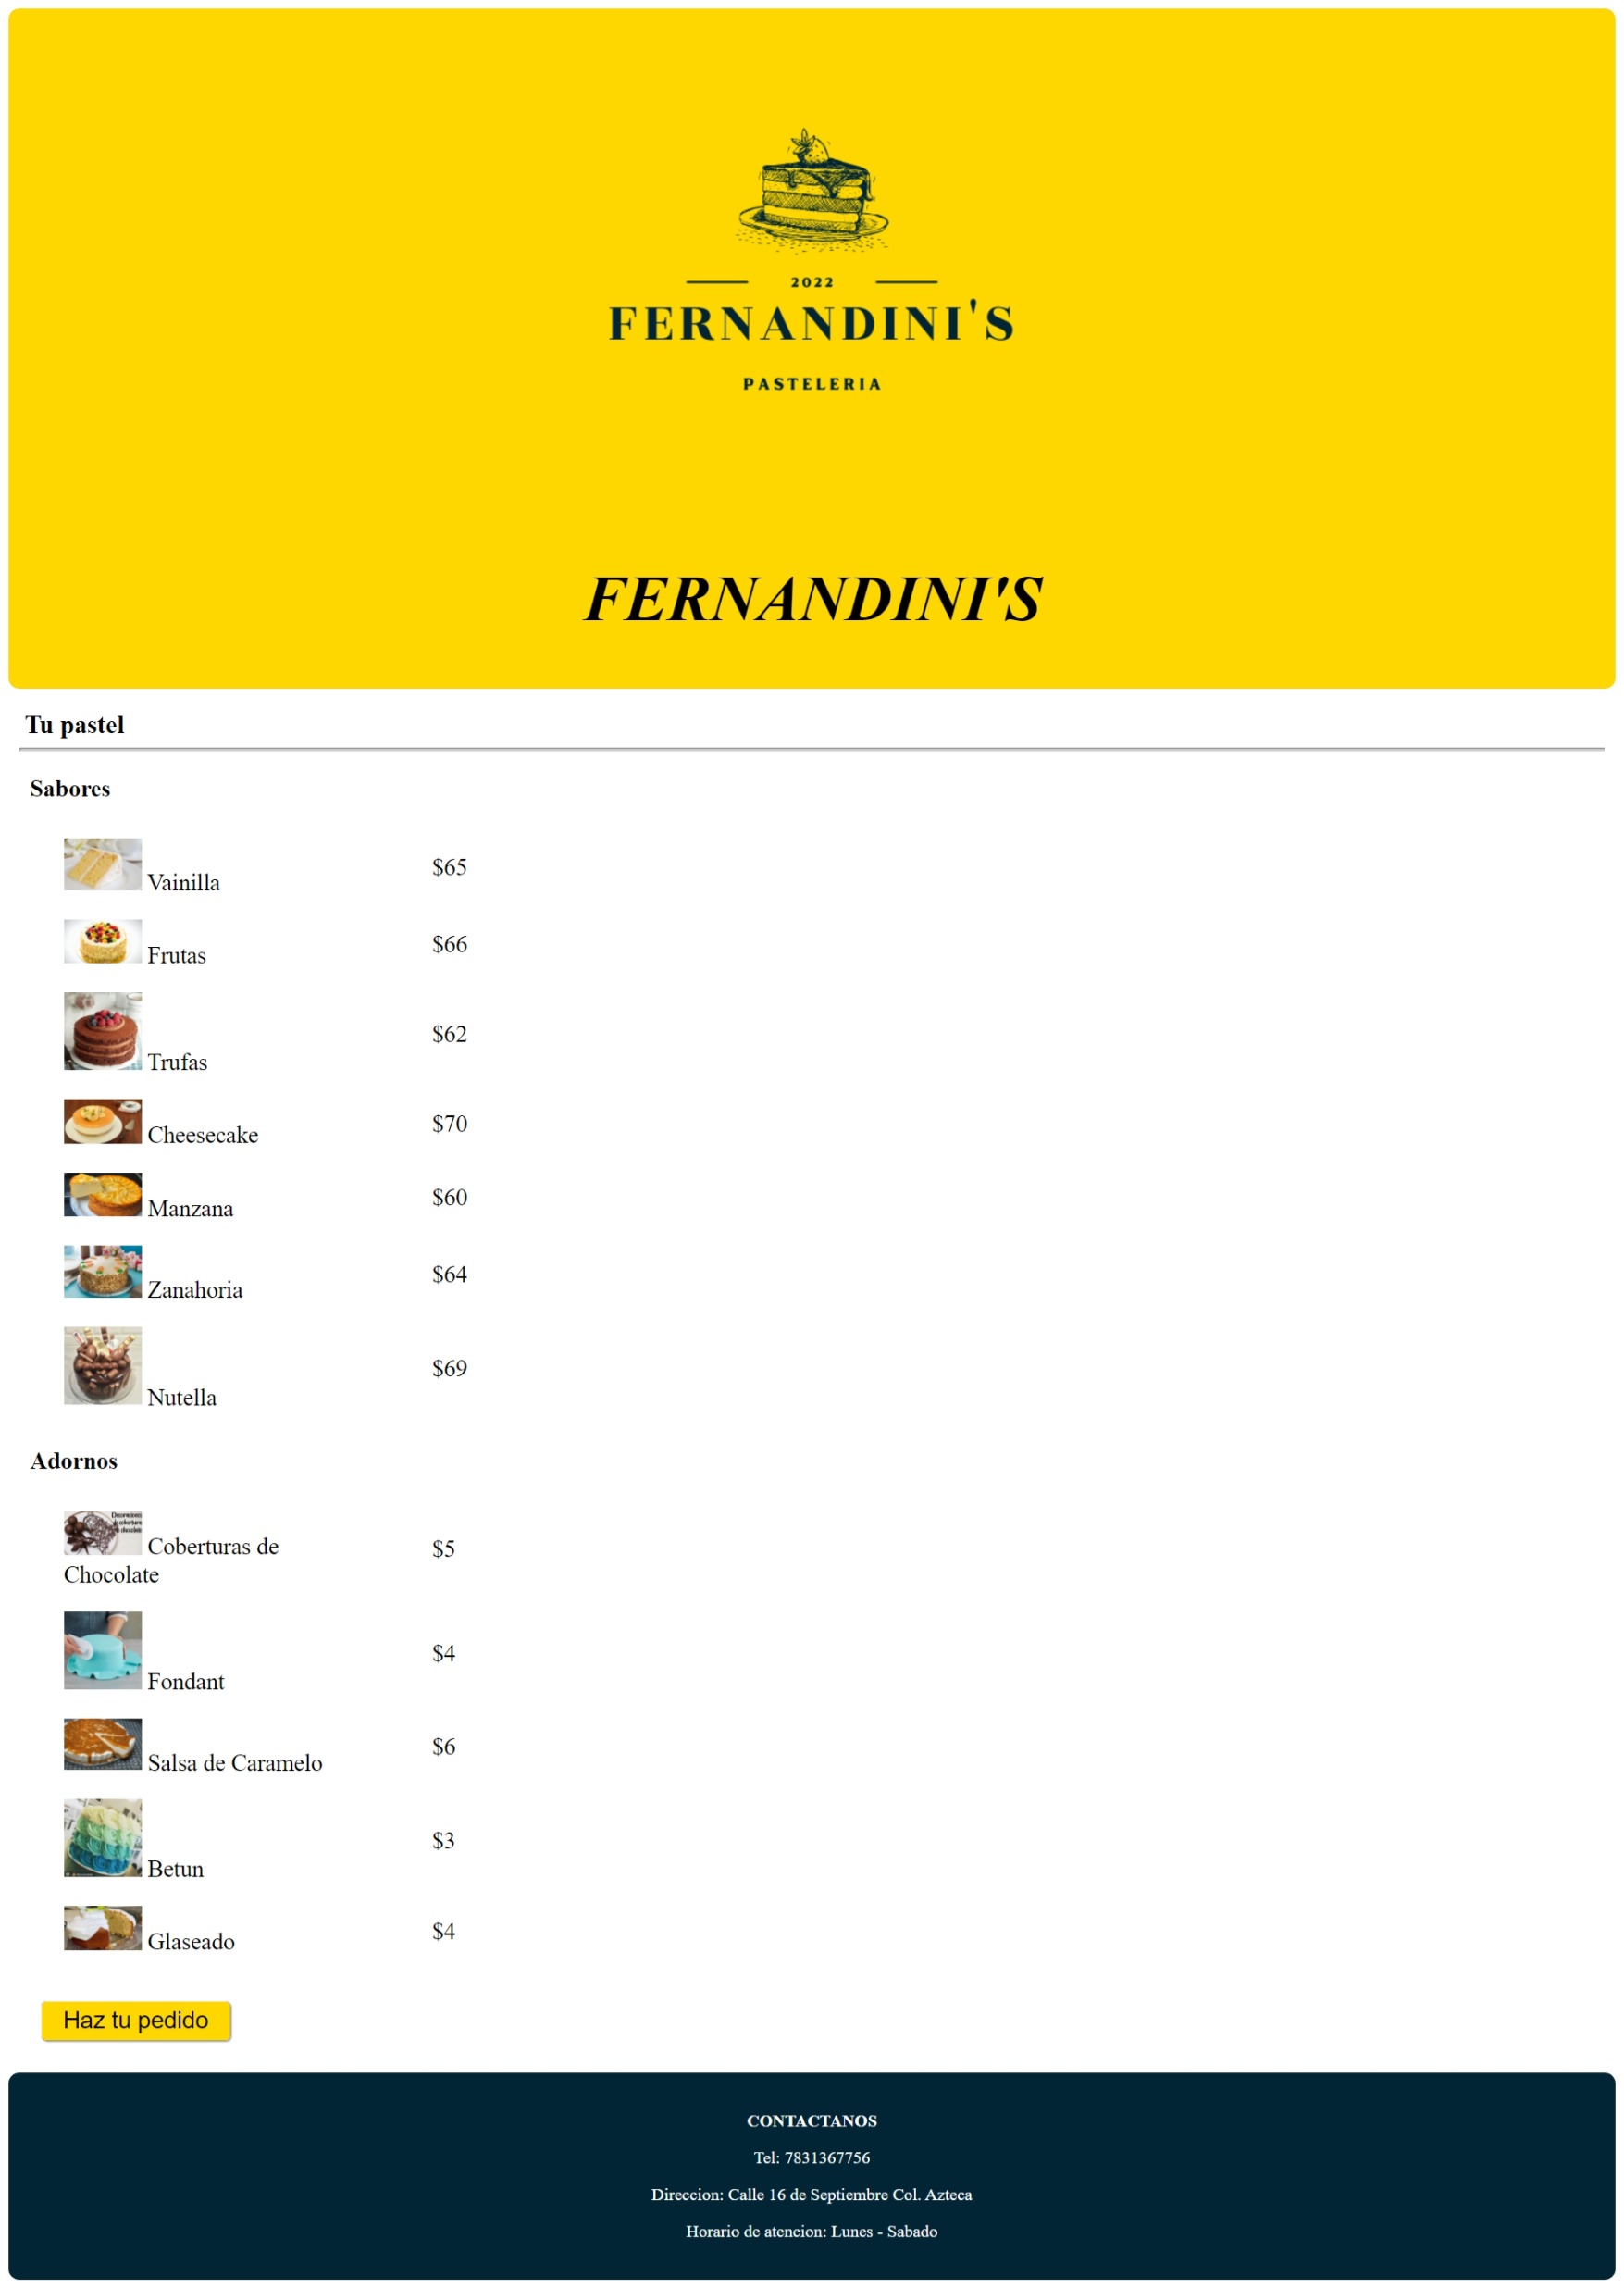 2022
FERNANDINI'S
PASTELERIA
FERNANDINI'S
Tu pastel
Sabores
Vainilla $65
Frutas $66
Trufas $62
Cheesecake $70
Manzana $60
Zanahoria $64
Nutella $69
Adornos
Coberturas de
Chocolate $5
Fondant $4
Salsa de Caramelo $6
Betun $3
Glaseado $4
Haz tu pedido
CONTACTANOS
Tel: 7831367756
Direccion: Calle 16 de Septiembre Col. Azteca
Horario de atencion: Lunes - Sabado